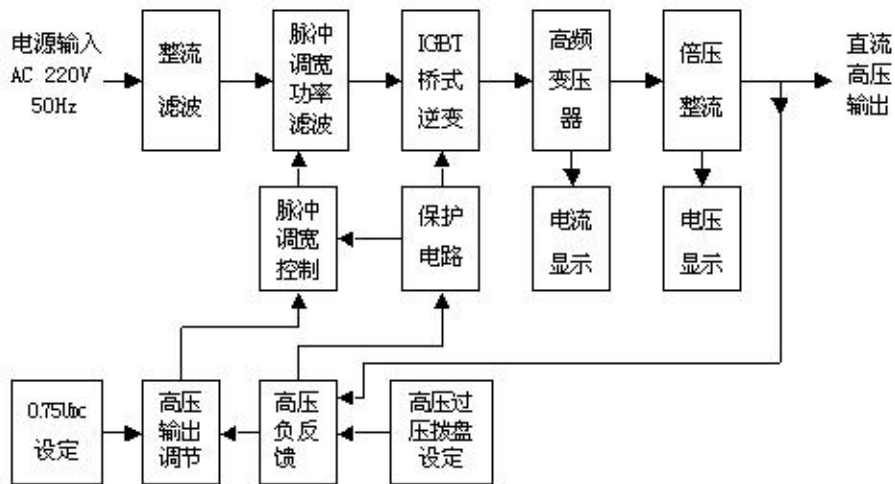 电源输入
AC 220V
50Hz
整流
滤波
脉冲
调宽
功率
滤波
IGBT
桥式
逆变
高频
变压
器
倍压
整流
直流
高压
输出
脉冲
调宽
控制
保护
电路
电流
显示
电压
显示
0.75U
设定
高压
输出
调节
高压
负反
馈
高压过
压拨盘
设定